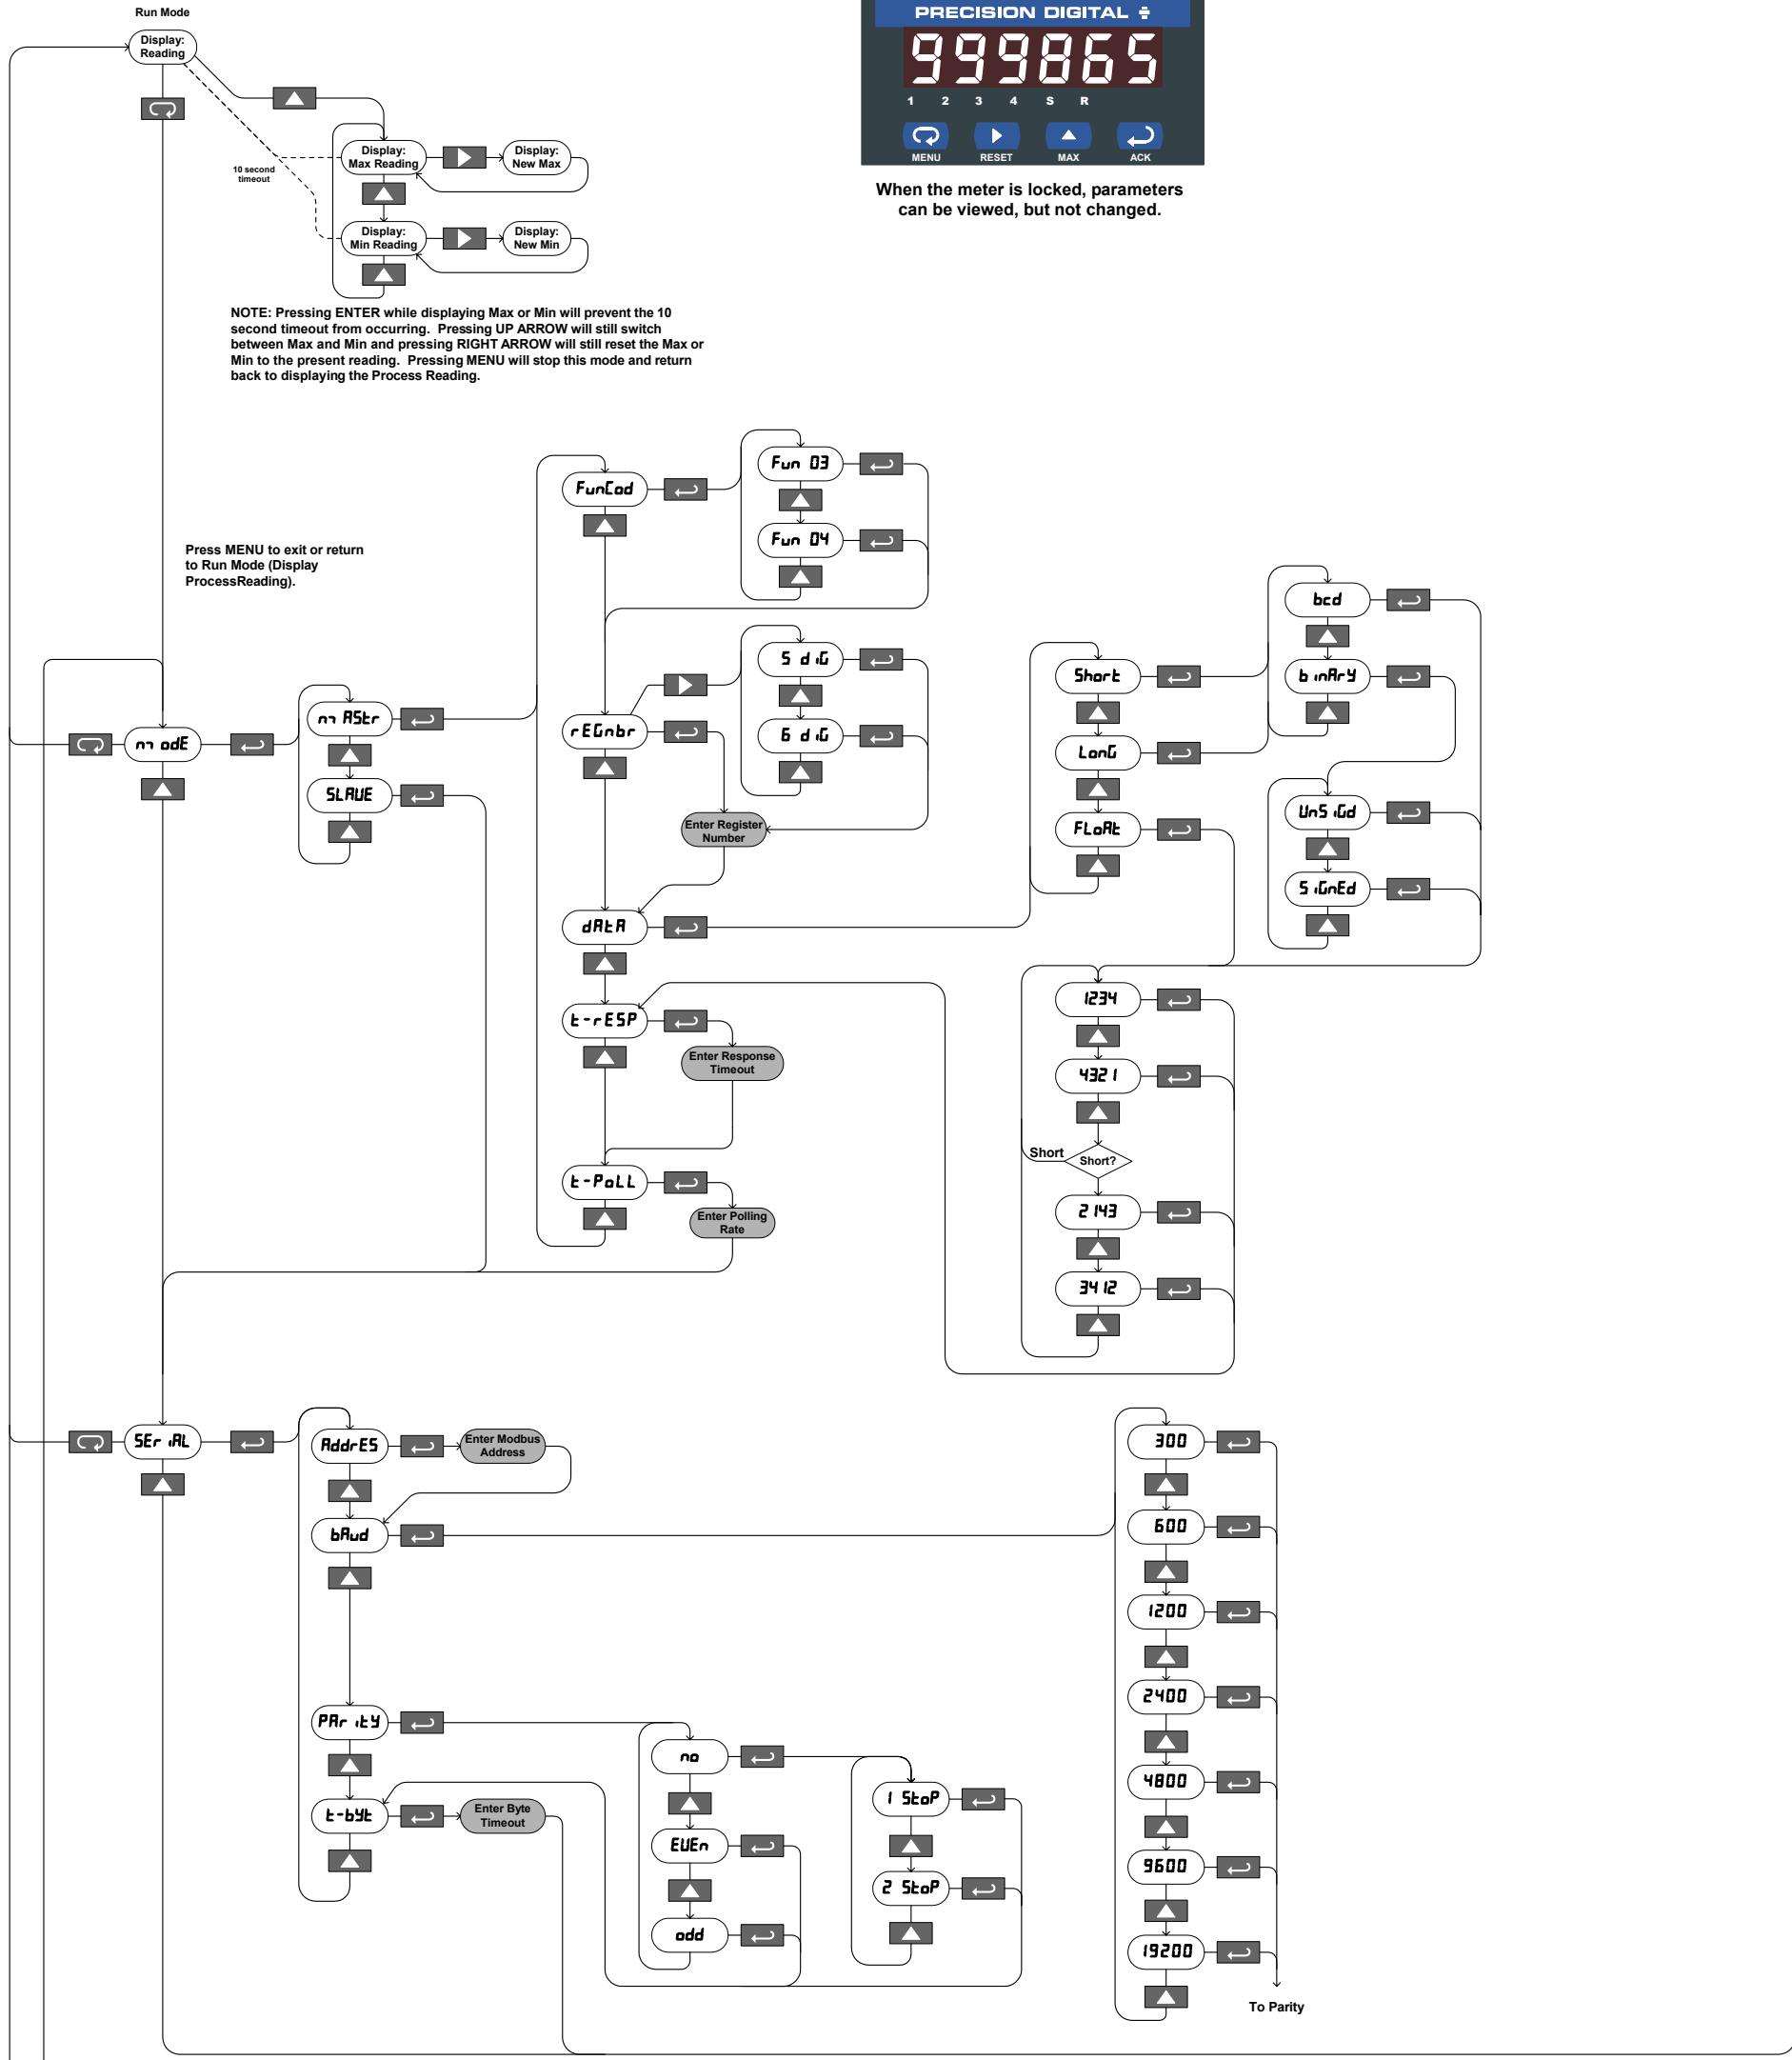 Run Mode
PRECISION DIGITAL
999865
1 2 3 4 S R
MENU RESET MAX ACK
When the meter is locked, parameters
can be viewed, but not changed.
Display:
Reading
10 second
timeout
Display:
Max Reading
Display:
New Max
Display:
Min Reading
Display:
New Min
NOTE: Pressing ENTER while displaying Max or Min will prevent the 10
second timeout from occurring. Pressing UP ARROW will still switch
between Max and Min and pressing RIGHT ARROW will still reset the Max or
Min to the present reading. Pressing MENU will stop this mode and return
back to displaying the Process Reading.
Press MENU to exit or return
to Run Mode (Display
ProcessReading).
modE
mAStr
SLAVE
FunCod
Fun 03
Fun 04
rEGnbr
5 diG
6 diG
Enter Register
Number
dAtA
Short
LonG
FLoAt
bcd
binArY
UnSiGd
SiGnEd
1234
4321
Short
Short?
2143
3412
t-rESP
Enter Response
Timeout
t-PoLL
Enter Polling
Rate
SEriAL
AddrES
Enter Modbus
Address
bAud
300
600
1200
2400
4800
9600
19200
To Parity
PAritY
no
EVEn
odd
1 StoP
2 StoP
t-bYt
Enter Byte
Timeout